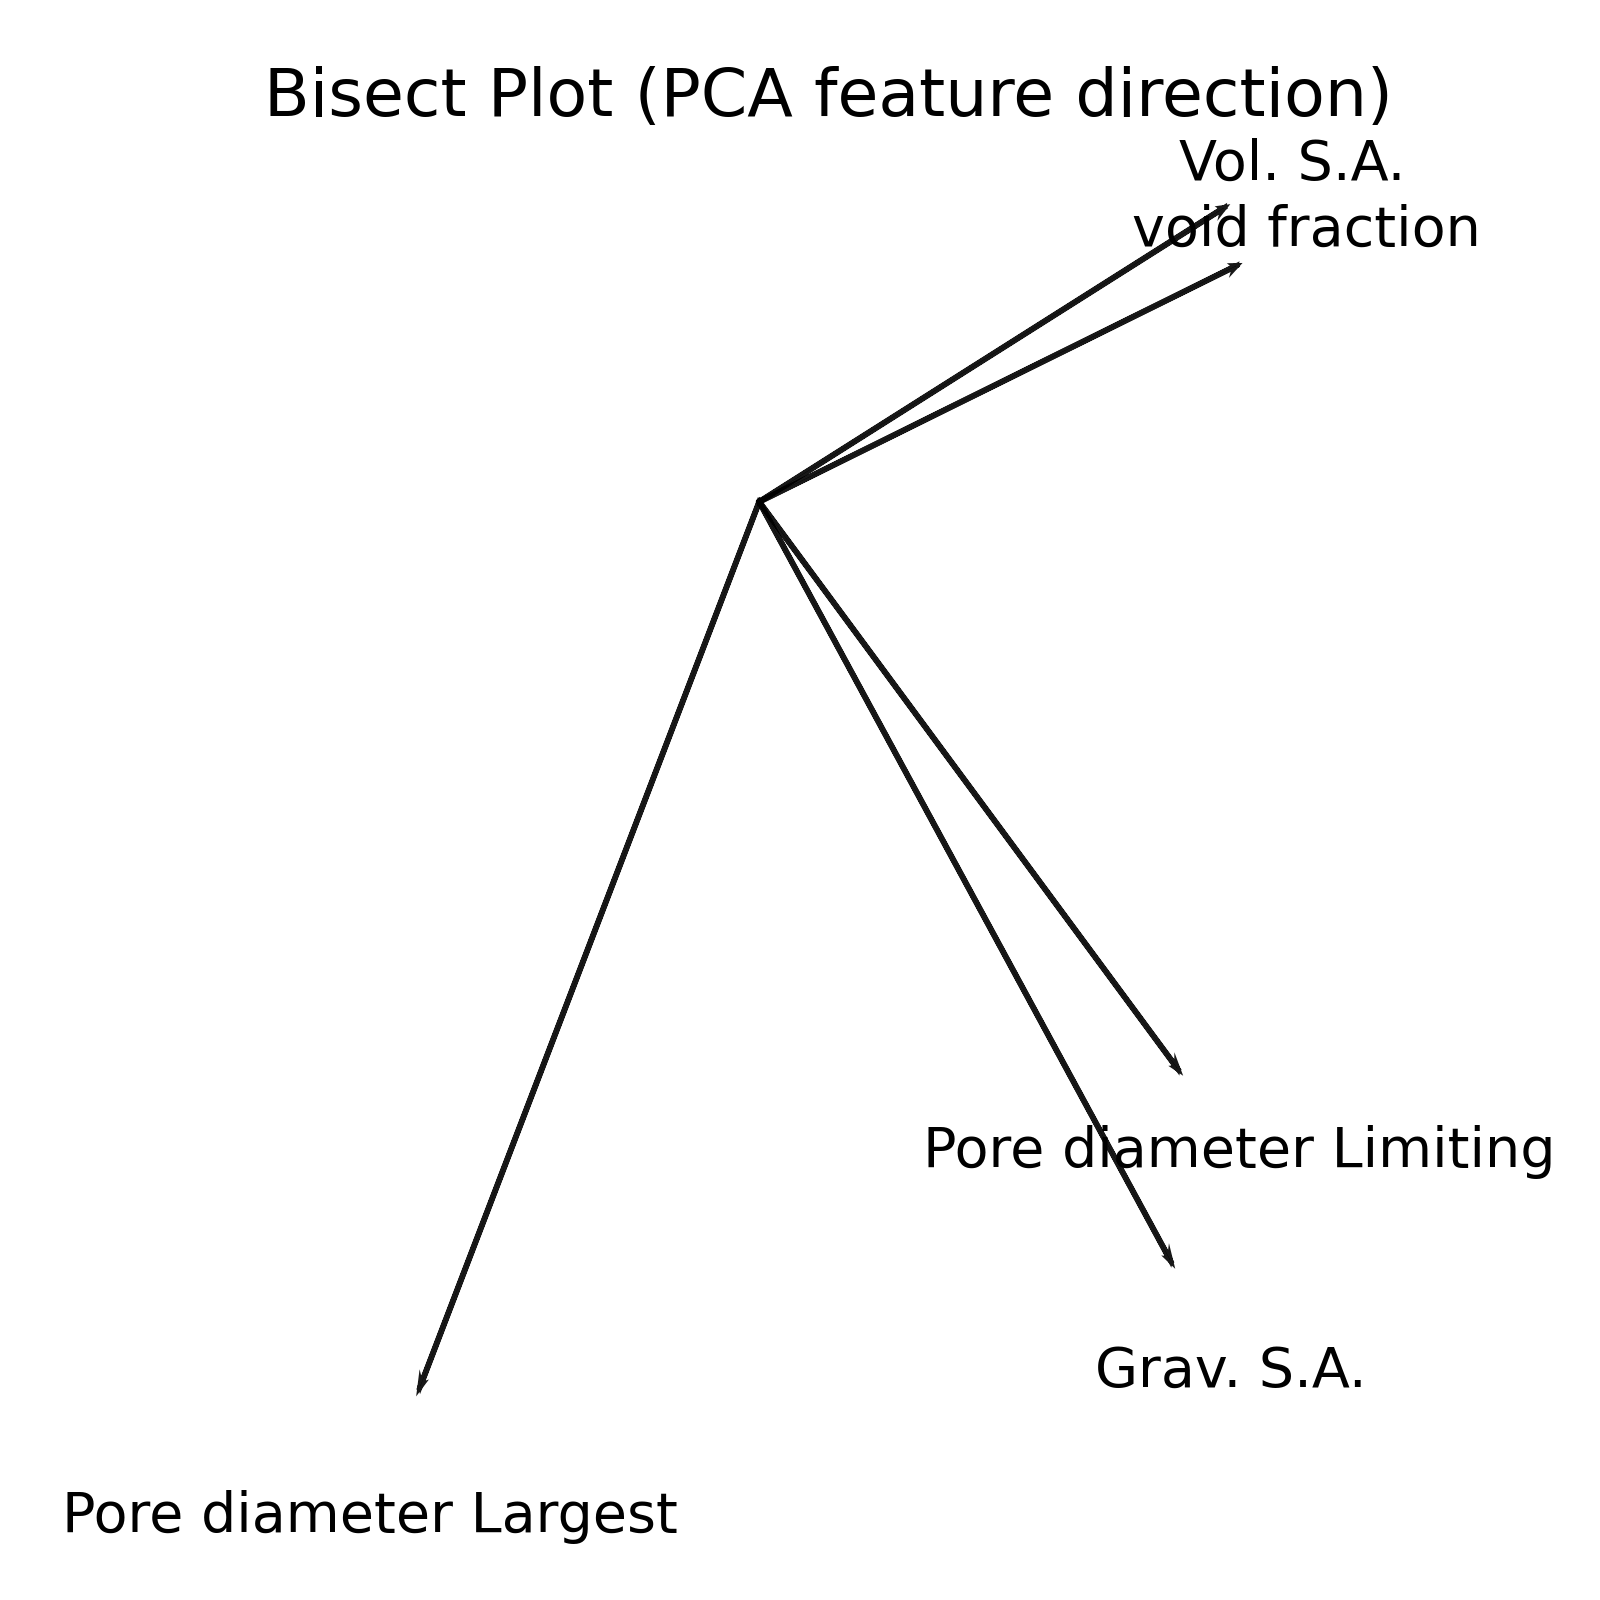 Bisect Plot (PCA feature direction)
Vol. S.A.
void fraction
Pore diameter Limiting
Grav. S.A.
Pore diameter Largest